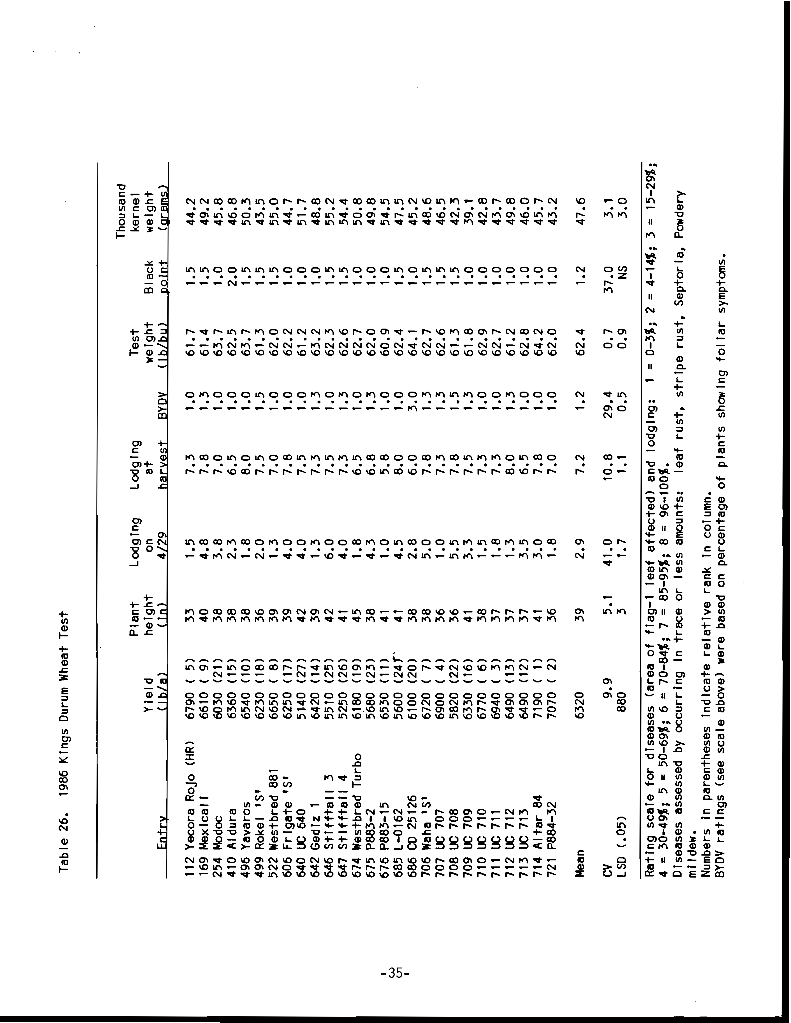 Table 26. 1986 Kings Durum Wheat Test
Entry Yield (lb/a) Plant height (in) Lodging on 4/29 Lodging at harvest BYDV Test weight (lb/bu) Black point Thousand kernel weight (grams)
112 Yecora Rojo (HR) 6790 ( 5) 33 1.5 7.3 1.0 61.7 1.5 44.2
169 Mexicali 6610 ( 9) 40 4.8 7.8 1.3 61.4 1.5 49.2
254 Modoc 6030 (21) 38 3.8 7.0 1.0 63.7 1.0 45.8
410 Aldura 6360 (15) 38 2.3 6.5 1.0 62.5 2.0 46.8
496 Yavaros 6540 (10) 38 1.8 8.0 1.0 63.7 1.5 50.3
499 Rokel 'S' 6230 (18) 36 2.0 7.5 1.5 61.3 1.5 43.5
522 Westbred 881 6650 ( 8) 39 1.3 7.0 1.0 62.0 1.5 55.0
606 Frigate 'S' 6250 (17) 39 4.0 7.8 1.0 62.2 1.0 44.7
640 UC 640 5140 (27) 42 4.0 7.5 1.0 61.2 1.0 51.7
642 Gediz 1 6420 (14) 39 1.3 7.3 1.3 63.2 1.0 48.8
646 Stifftail 3 5510 (25) 42 6.0 7.5 1.0 62.3 1.5 55.2
647 Stifftail 4 5250 (26) 41 4.0 7.3 1.3 62.6 1.5 54.4
674 Westbred Turbo 6180 (19) 45 1.8 6.5 1.0 62.7 1.0 50.8
675 P883-2 5680 (23) 38 4.3 6.8 1.3 62.0 1.0 49.8
676 P883-15 6530 (11) 41 1.0 5.8 1.0 60.9 1.0 54.5
685 L-0162 5600 (24) 41 4.5 8.0 1.0 62.4 1.5 47.5
686 CD 25126 6100 (20) 38 2.8 6.0 3.0 64.1 1.0 45.2
706 Waha 'S' 6720 ( 7) 38 5.0 7.8 1.3 62.7 1.5 48.6
707 UC 707 6900 ( 4) 36 1.0 7.3 1.3 62.6 1.0 46.5
708 UC 708 5820 (22) 36 5.5 7.8 1.5 61.3 1.5 42.3
709 UC 709 6330 (16) 41 3.3 7.5 1.3 61.8 1.0 39.1
710 UC 710 6770 ( 6) 38 1.5 7.3 1.0 62.9 1.0 42.8
711 UC 711 6940 ( 3) 37 1.8 7.3 1.0 62.7 1.0 43.7
712 UC 712 6490 (13) 37 1.3 8.0 1.3 61.2 1.5 49.8
713 UC 713 6490 (12) 37 3.5 6.5 1.0 62.8 1.0 46.0
714 Altar 84 7190 ( 1) 41 3.0 7.8 1.0 64.2 1.0 45.7
721 P884-32 7070 ( 2) 36 1.8 7.0 1.0 62.0 1.0 43.2
Mean 6320 39 2.9 7.2 1.2 62.4 1.2 47.6
CV 9.9 5.1 41.0 10.8 29.4 0.7 37.0 3.1
LSD (.05) 880 3 1.7 1.1 0.5 0.9 NS 3.0
Rating scale for diseases (area of flag-1 leaf affected) and lodging: 1 = 0-3%; 2 = 4-14%; 3 = 15-29%;
4 = 30-49%; 5 = 50-69%; 6 = 70-84%; 7 = 85-95%; 8 = 96-100%.
Diseases assessed by occurring in trace or less amounts: leaf rust, stripe rust, Septoria, Powdery
mildew.
Numbers in parentheses indicate relative rank in column.
BYDV ratings (see scale above) were based on percentage of plants showing foliar symptoms.
-35-